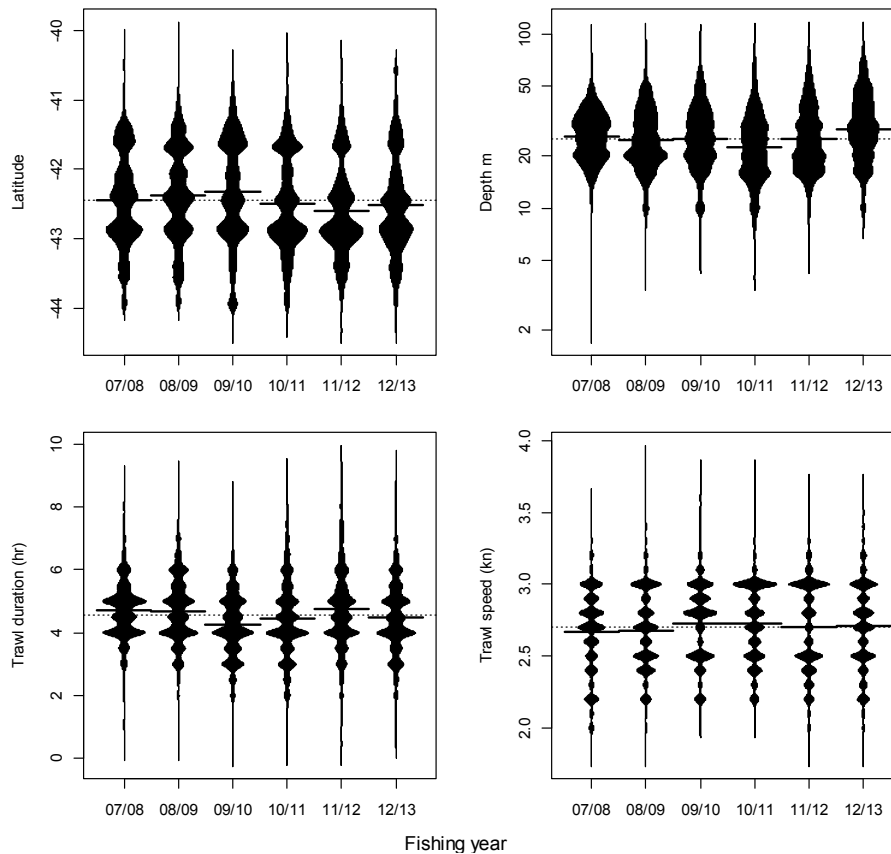 Latitude
-40
-41
-42
-43
-44
07/08 08/09 09/10 10/11 11/12 12/13
Depth m
100
50
20
10
5
2
07/08 08/09 09/10 10/11 11/12 12/13
Trawl duration (hr)
10
8
6
4
2
0
07/08 08/09 09/10 10/11 11/12 12/13
Trawl speed (kn)
4.0
3.5
3.0
2.5
2.0
07/08 08/09 09/10 10/11 11/12 12/13
Fishing year